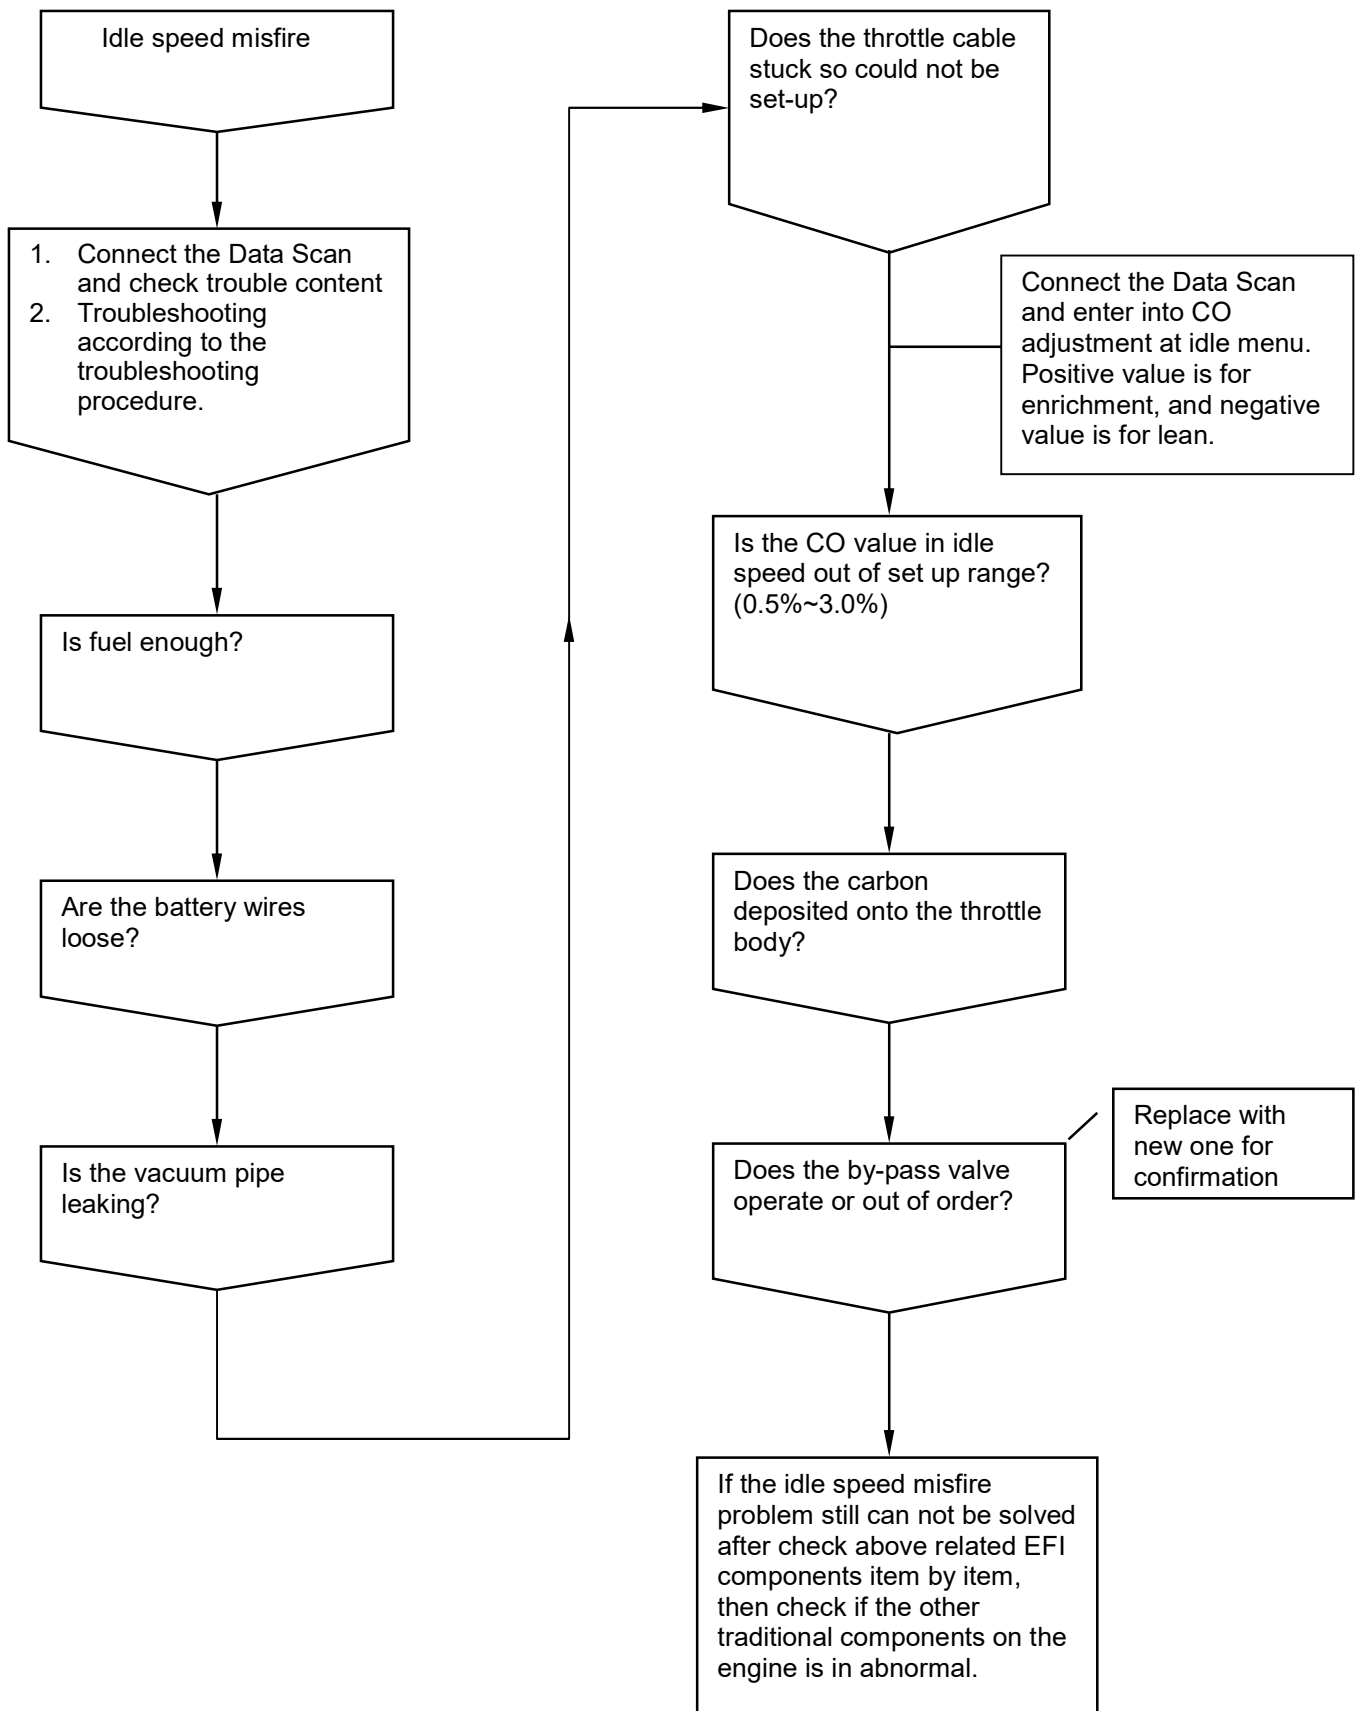 Idle speed misfire
1. Connect the Data Scan
and check trouble content
2. Troubleshooting
according to the
troubleshooting
procedure.
Is fuel enough?
Are the battery wires
loose?
Is the vacuum pipe
leaking?
Does the throttle cable
stuck so could not be
set-up?
Connect the Data Scan
and enter into CO
adjustment at idle menu.
Positive value is for
enrichment, and negative
value is for lean.
Is the CO value in idle
speed out of set up range?
(0.5%~3.0%)
Does the carbon
deposited onto the throttle
body?
Does the by-pass valve
operate or out of order?
Replace with
new one for
confirmation
If the idle speed misfire
problem still can not be solved
after check above related EFI
components item by item,
then check if the other
traditional components on the
engine is in abnormal.